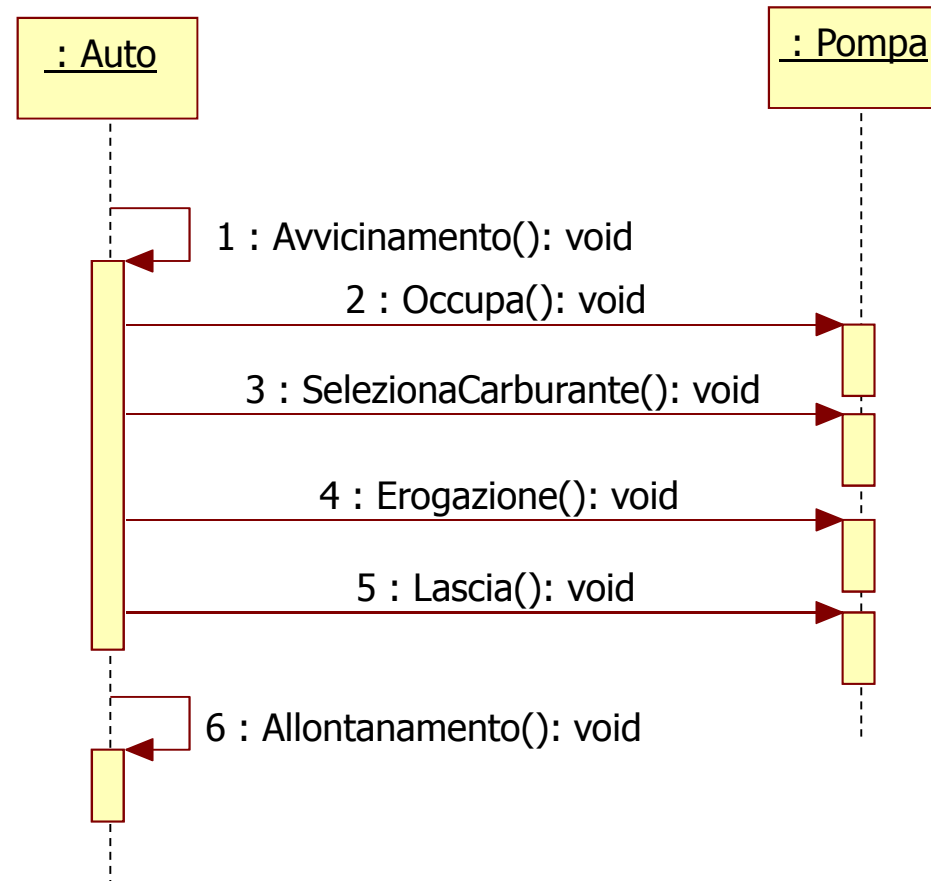 : Auto
: Pompa
1 : Avvicinamento(): void
2 : Occupa(): void
3 : SelezionaCarburante(): void
4 : Erogazione(): void
5 : Lascia(): void
6 : Allontanamento(): void